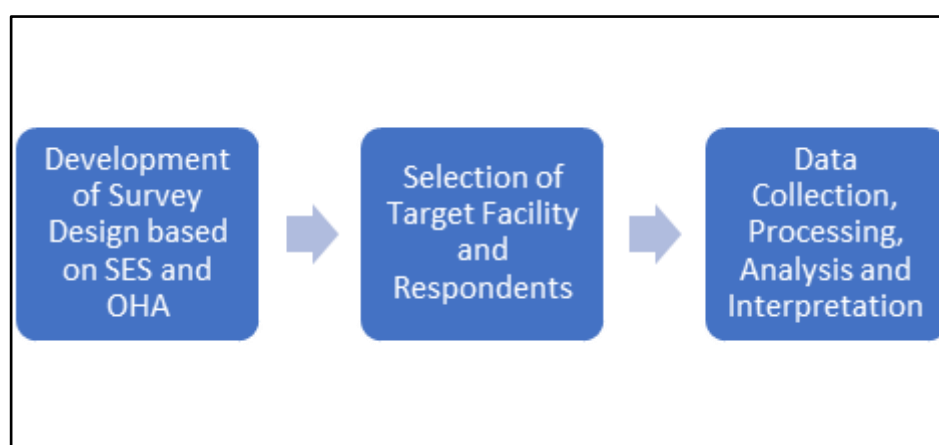 Development
of Survey
Design based
on SES and
OHA
Selection of
Target Facility
and
Respondents
Data
Collection,
Processing,
Analysis and
Interpretation